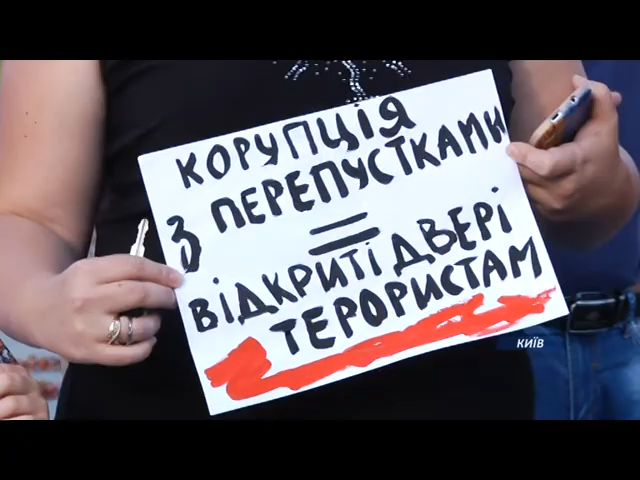 КОРУПЦІЯ
З ПЕРЕПУСТКАМИ
=
ВІДКРИТІ ДВЕРІ
ТЕРОРИСТАМ
КИЇВ